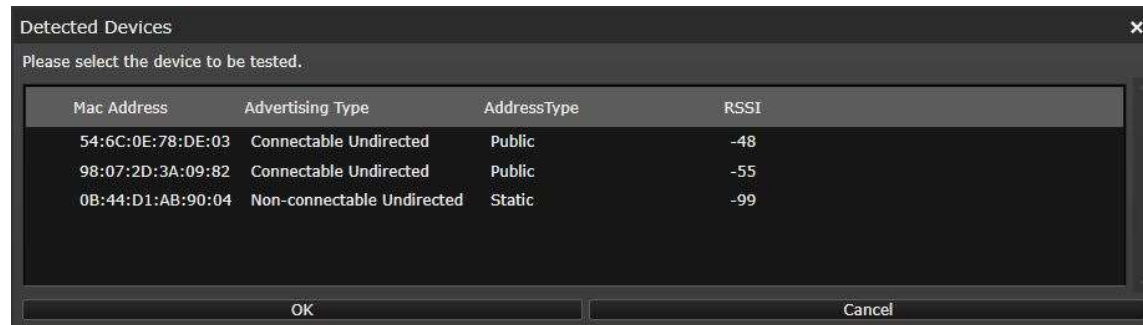 Detected Devices
Please select the device to be tested.
Mac Address Advertising Type AddressType RSSI
54:6C:0E:78:DE:03 Connectable Undirected Public -48
98:07:2D:3A:09:82 Connectable Undirected Public -55
0B:44:D1:AB:90:04 Non-connectable Undirected Static -99
OK Cancel